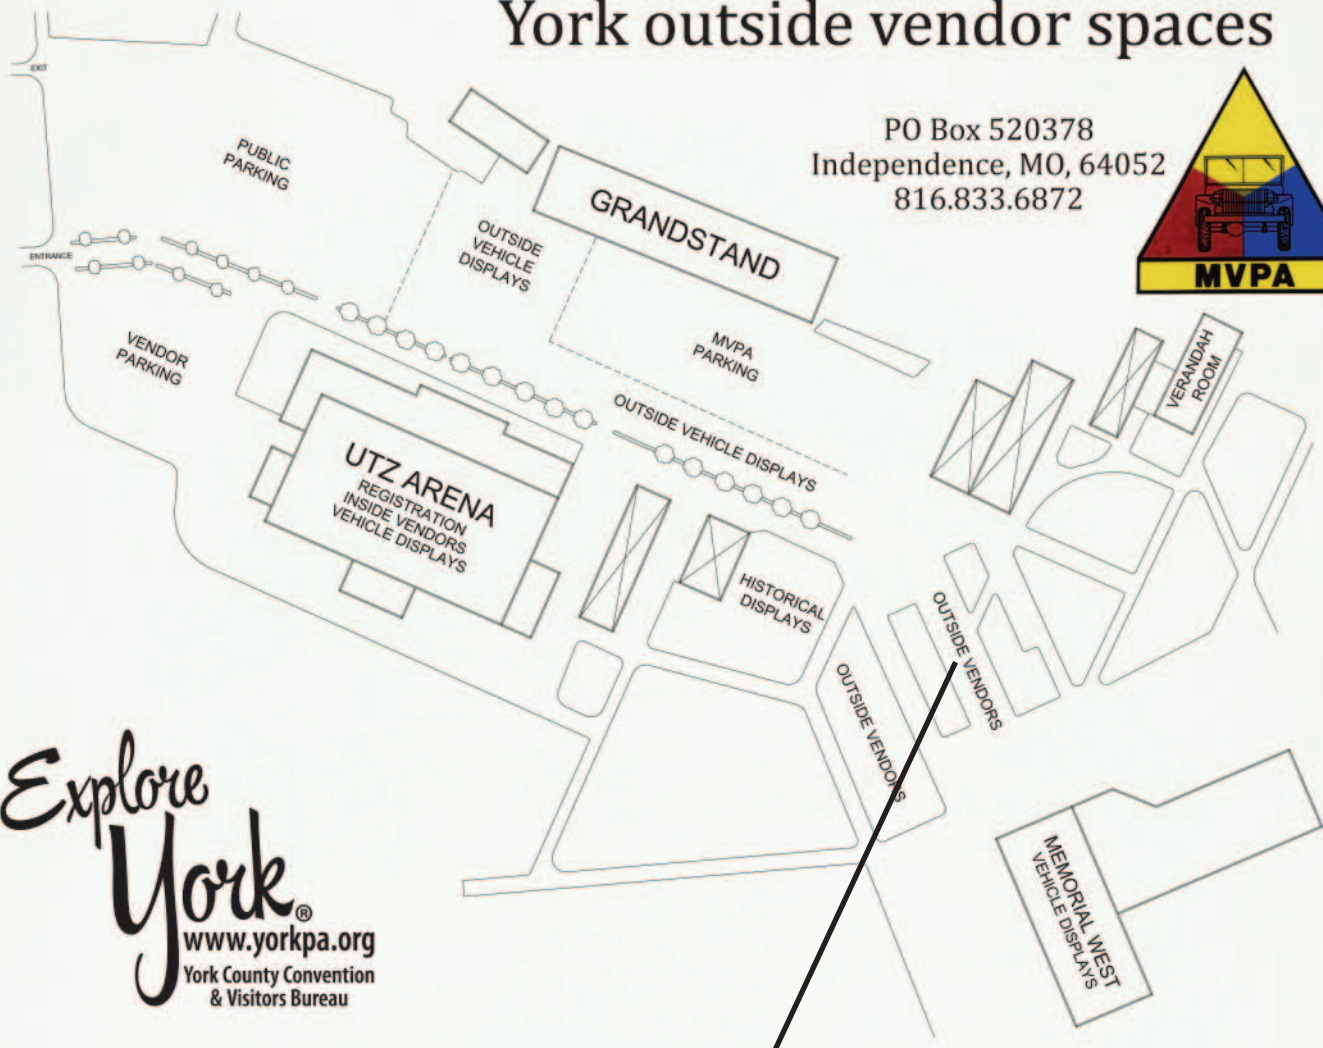 York outside vendor spaces
PO Box 520378
Independence, MO, 64052
816.833.6872
MVPA
EXIT
PUBLIC
PARKING
ENTRANCE
VENDOR
PARKING
OUTSIDE
VEHICLE
DISPLAYS
GRANDSTAND
MVPA
PARKING
VERANDAH
ROOM
OUTSIDE VEHICLE DISPLAYS
UTZ ARENA
REGISTRATION
INSIDE VENDORS
VEHICLE DISPLAYS
HISTORICAL
DISPLAYS
OUTSIDE VENDORS
OUTSIDE VENDORS
MEMORIAL WEST
VEHICLE DISPLAYS
Explore
York®
www.yorkpa.org
York County Convention
& Visitors Bureau